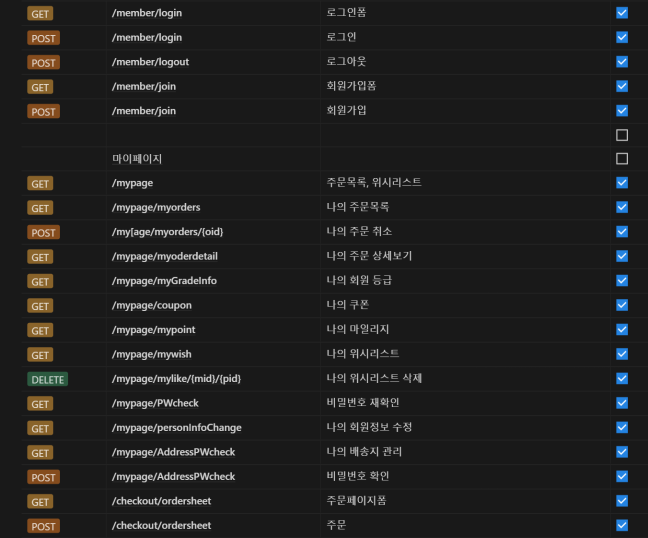 GET /member/login 로그인폼
POST /member/login 로그인
POST /member/logout 로그아웃
GET /member/join 회원가입폼
POST /member/join 회원가입
마이페이지
GET /mypage 주문목록, 위시리스트
GET /mypage/myorders 나의 주문목록
POST /my[age/myorders/{oid} 나의 주문 취소
GET /mypage/myoderdetail 나의 주문 상세보기
GET /mypage/myGradeInfo 나의 회원 등급
GET /mypage/coupon 나의 쿠폰
GET /mypage/mypoint 나의 마일리지
GET /mypage/mywish 나의 위시리스트
DELETE /mypage/mylike/{mid}/{pid} 나의 위시리스트 삭제
GET /mypage/PWcheck 비밀번호 재확인
GET /mypage/personInfoChange 나의 회원정보 수정
GET /mypage/AddressPWcheck 나의 배송지 관리
POST /mypage/AddressPWcheck 비밀번호 확인
GET /checkout/ordersheet 주문페이지폼
POST /checkout/ordersheet 주문